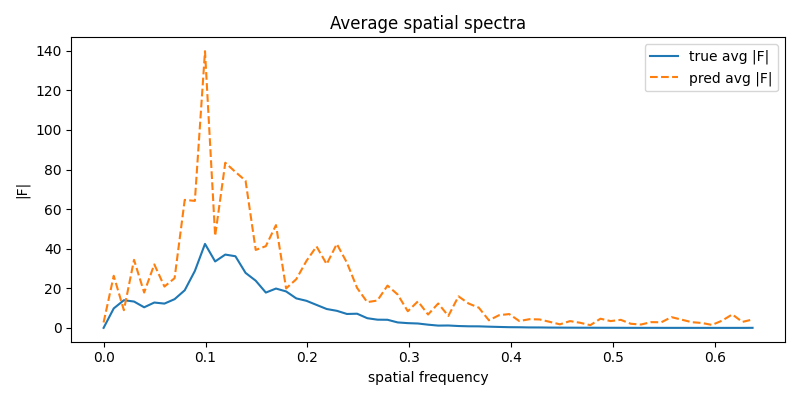 Average spatial spectra
true avg |F|
pred avg |F|
140
120
100
80
60
40
20
0
|F|
0.0 0.1 0.2 0.3 0.4 0.5 0.6
spatial frequency